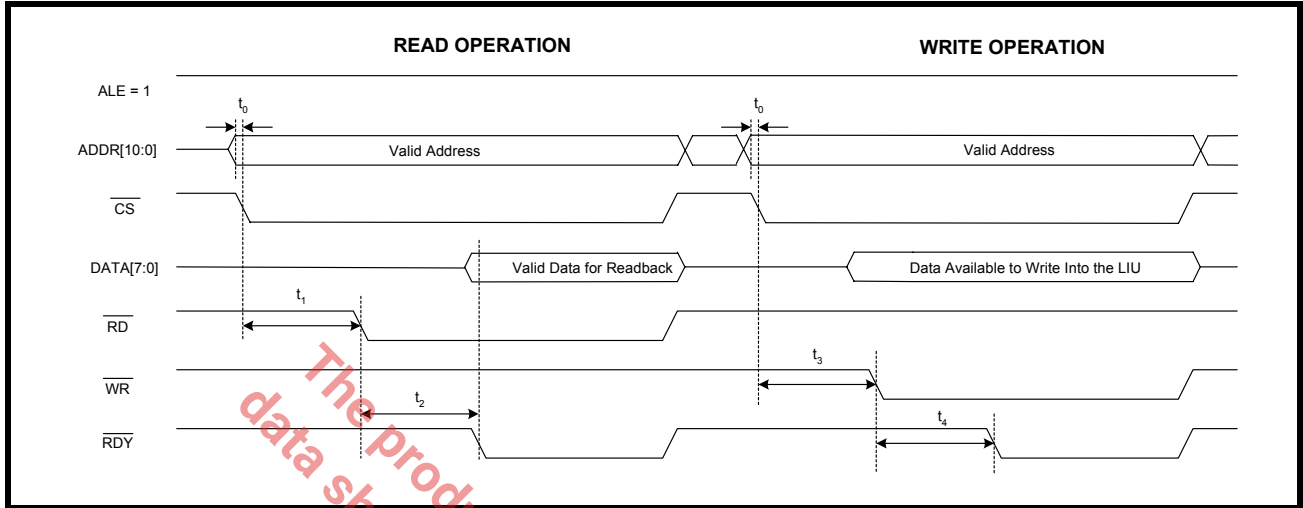 READ OPERATION
WRITE OPERATION
ALE = 1
t0
t0
ADDR[10:0]
Valid Address
Valid Address
CS
DATA[7:0]
Valid Data for Readback
Data Available to Write Into the LIU
t1
RD
t3
WR
t2
t4
RDY
The produ
data sh